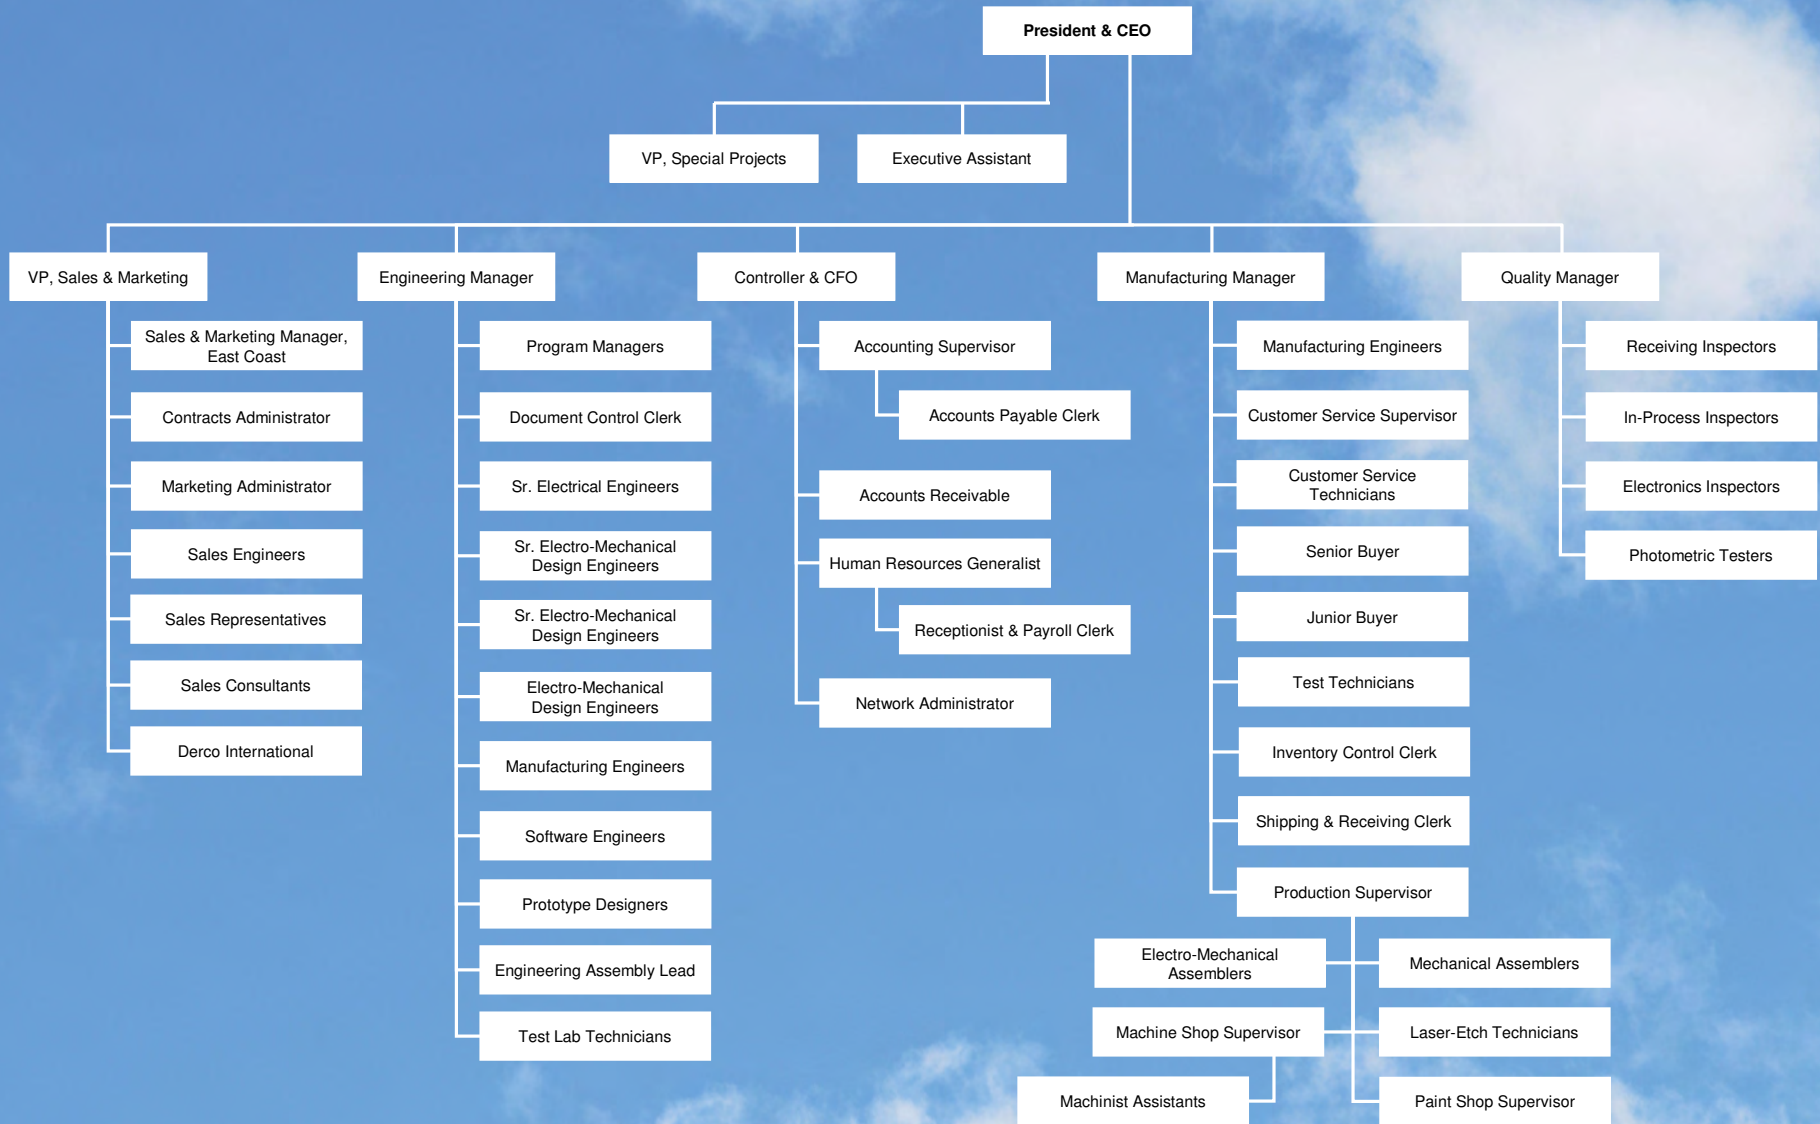 President & CEO
VP, Special Projects
Executive Assistant
VP, Sales & Marketing
Engineering Manager
Controller & CFO
Manufacturing Manager
Quality Manager
Sales & Marketing Manager,
East Coast
Contracts Administrator
Marketing Administrator
Sales Engineers
Sales Representatives
Sales Consultants
Derco International
Program Managers
Document Control Clerk
Sr. Electrical Engineers
Sr. Electro-Mechanical
Design Engineers
Sr. Electro-Mechanical
Design Engineers
Electro-Mechanical
Design Engineers
Manufacturing Engineers
Software Engineers
Prototype Designers
Engineering Assembly Lead
Test Lab Technicians
Accounting Supervisor
Accounts Payable Clerk
Accounts Receivable
Human Resources Generalist
Receptionist & Payroll Clerk
Network Administrator
Manufacturing Engineers
Customer Service Supervisor
Customer Service
Technicians
Senior Buyer
Junior Buyer
Test Technicians
Inventory Control Clerk
Shipping & Receiving Clerk
Production Supervisor
Electro-Mechanical
Assemblers
Mechanical Assemblers
Machine Shop Supervisor
Laser-Etch Technicians
Machinist Assistants
Paint Shop Supervisor
Receiving Inspectors
In-Process Inspectors
Electronics Inspectors
Photometric Testers